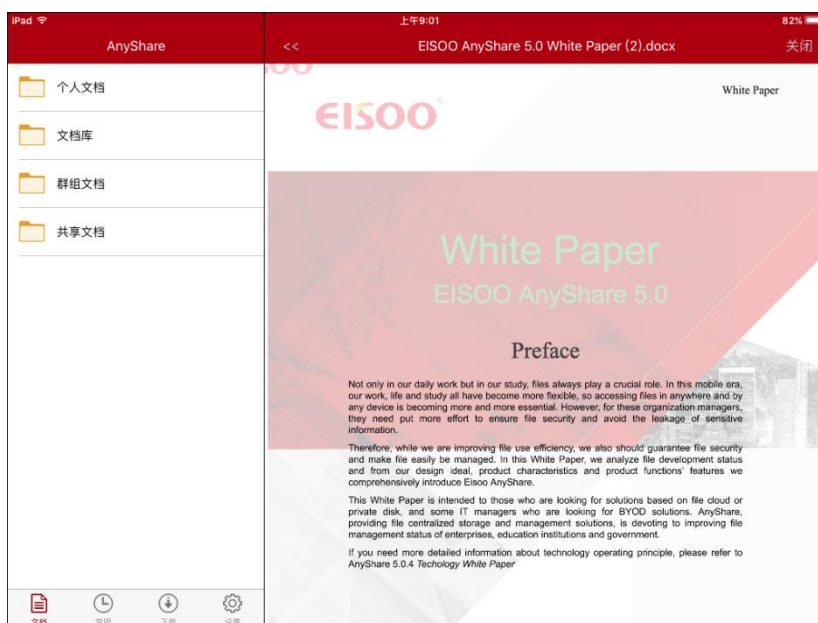 iPad
上午9:01
82%
AnyShare
<<
EISOO AnyShare 5.0 White Paper (2).docx
关闭
个人文档
文档库
群组文档
共享文档
EISOO
White Paper
White Paper
EISOO AnyShare 5.0
Preface
Not only in our daily work but in our study, files always play a crucial role. In this mobile era,
our work, life and study all have become more flexible, so accessing files in anywhere and by
any device is becoming more and more essential. However, for these organization managers,
they need put more effort to ensure file security and avoid the leakage of sensitive
information.
Therefore, while we are improving file use efficiency, we also should guarantee file security
and make file easily be managed. In this White Paper, we analyze file development status
and from our design ideal, product characteristics and product functions' features we
comprehensively introduce Eisoo AnyShare.
This White Paper is intended to those who are looking for solutions based on file cloud or
private disk, and some IT managers who are looking for BYOD solutions. AnyShare,
providing file centralized storage and management solutions, is devoting to improving file
management status of enterprises, education institutions and government.
If you need more detailed information about technology operating principle, please refer to
AnyShare 5.0.4 Techology White Paper
文档